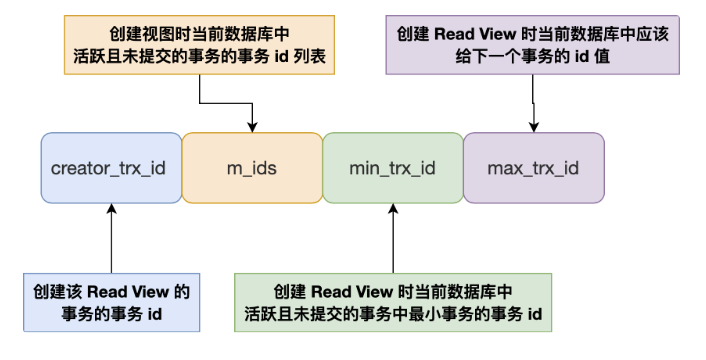 创建视图时当前数据库中
活跃且未提交的事务的事务 id 列表
创建 Read View 时当前数据库中应该
给下一个事务的 id 值
creator_trx_id
m_ids
min_trx_id
max_trx_id
创建该 Read View 的
事务的事务 id
创建 Read View 时当前数据库中
活跃且未提交的事务中最小事务的事务 id